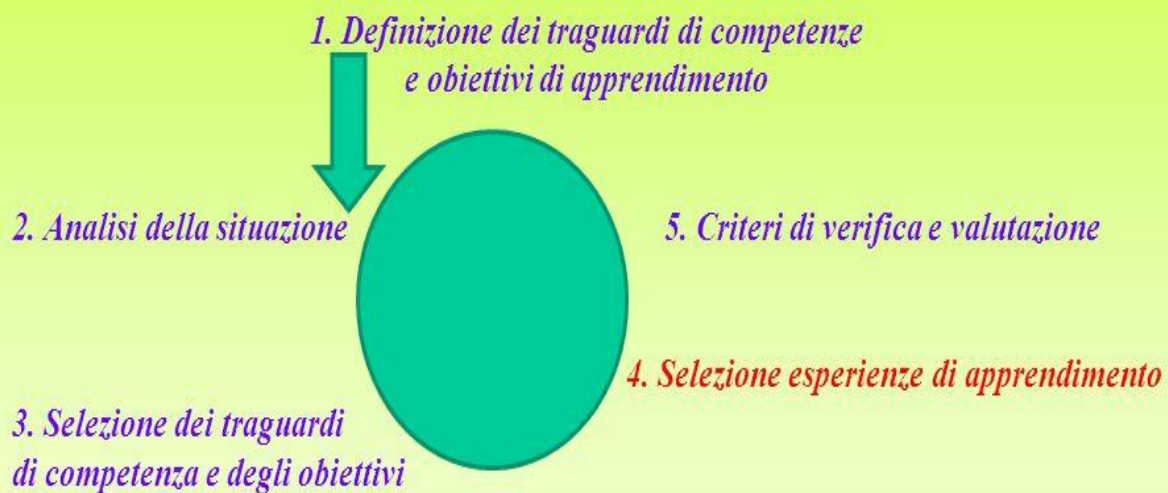 1. Definizione dei traguardi di competenze
e obiettivi di apprendimento
2. Analisi della situazione
5. Criteri di verifica e valutazione
4. Selezione esperienze di apprendimento
3. Selezione dei traguardi
di competenza e degli obiettivi